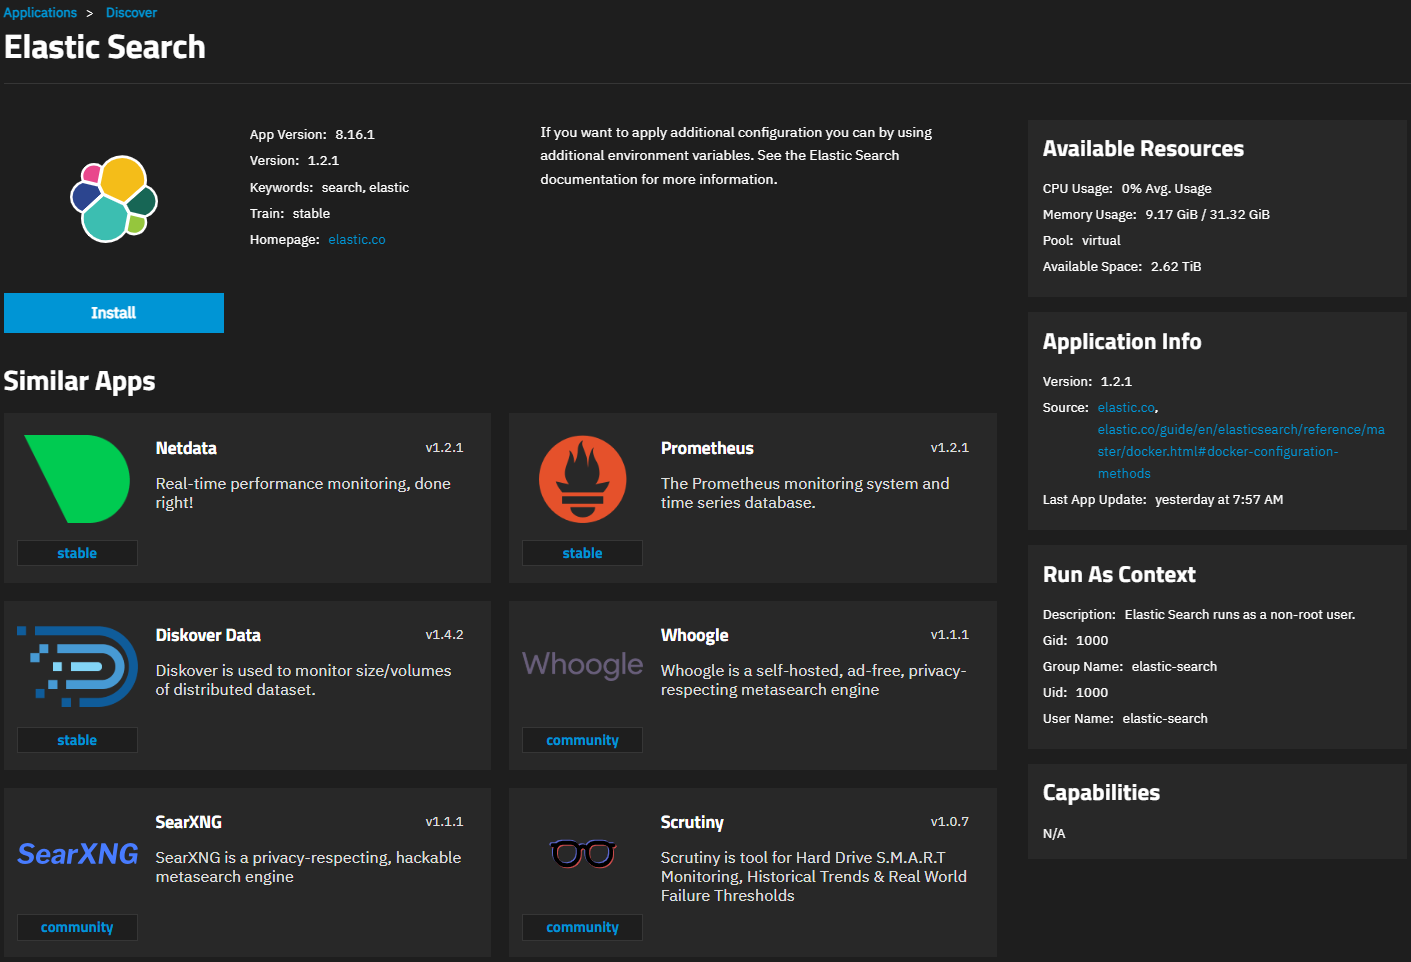 Applications > Discover
Elastic Search
App Version: 8.16.1
Version: 1.2.1
Keywords: search, elastic
Train: stable
Homepage: elastic.co
If you want to apply additional configuration you can by using
additional environment variables. See the Elastic Search
documentation for more information.
Install
Similar Apps
Netdata
v1.2.1
Real-time performance monitoring, done
right!
stable
Prometheus
v1.2.1
The Prometheus monitoring system and
time series database.
stable
Diskover Data
v1.4.2
Diskover is used to monitor size/volumes
of distributed dataset.
stable
Whoogle
Whoogle
v1.1.1
Whoogle is a self-hosted, ad-free, privacy-
respecting metasearch engine
community
SearXNG
SearXNG
v1.1.1
SearXNG is a privacy-respecting, hackable
metasearch engine
community
Scrutiny
v1.0.7
Scrutiny is tool for Hard Drive S.M.A.R.T
Monitoring, Historical Trends & Real World
Failure Thresholds
community
Available Resources
CPU Usage: 0% Avg. Usage
Memory Usage: 9.17 GiB / 31.32 GiB
Pool: virtual
Available Space: 2.62 TiB
Application Info
Version: 1.2.1
Source: elastic.co,
elastic.co/guide/en/elasticsearch/reference/ma
ster/docker.html#docker-configuration-
methods
Last App Update: yesterday at 7:57 AM
Run As Context
Description: Elastic Search runs as a non-root user.
Gid: 1000
Group Name: elastic-search
Uid: 1000
User Name: elastic-search
Capabilities
N/A